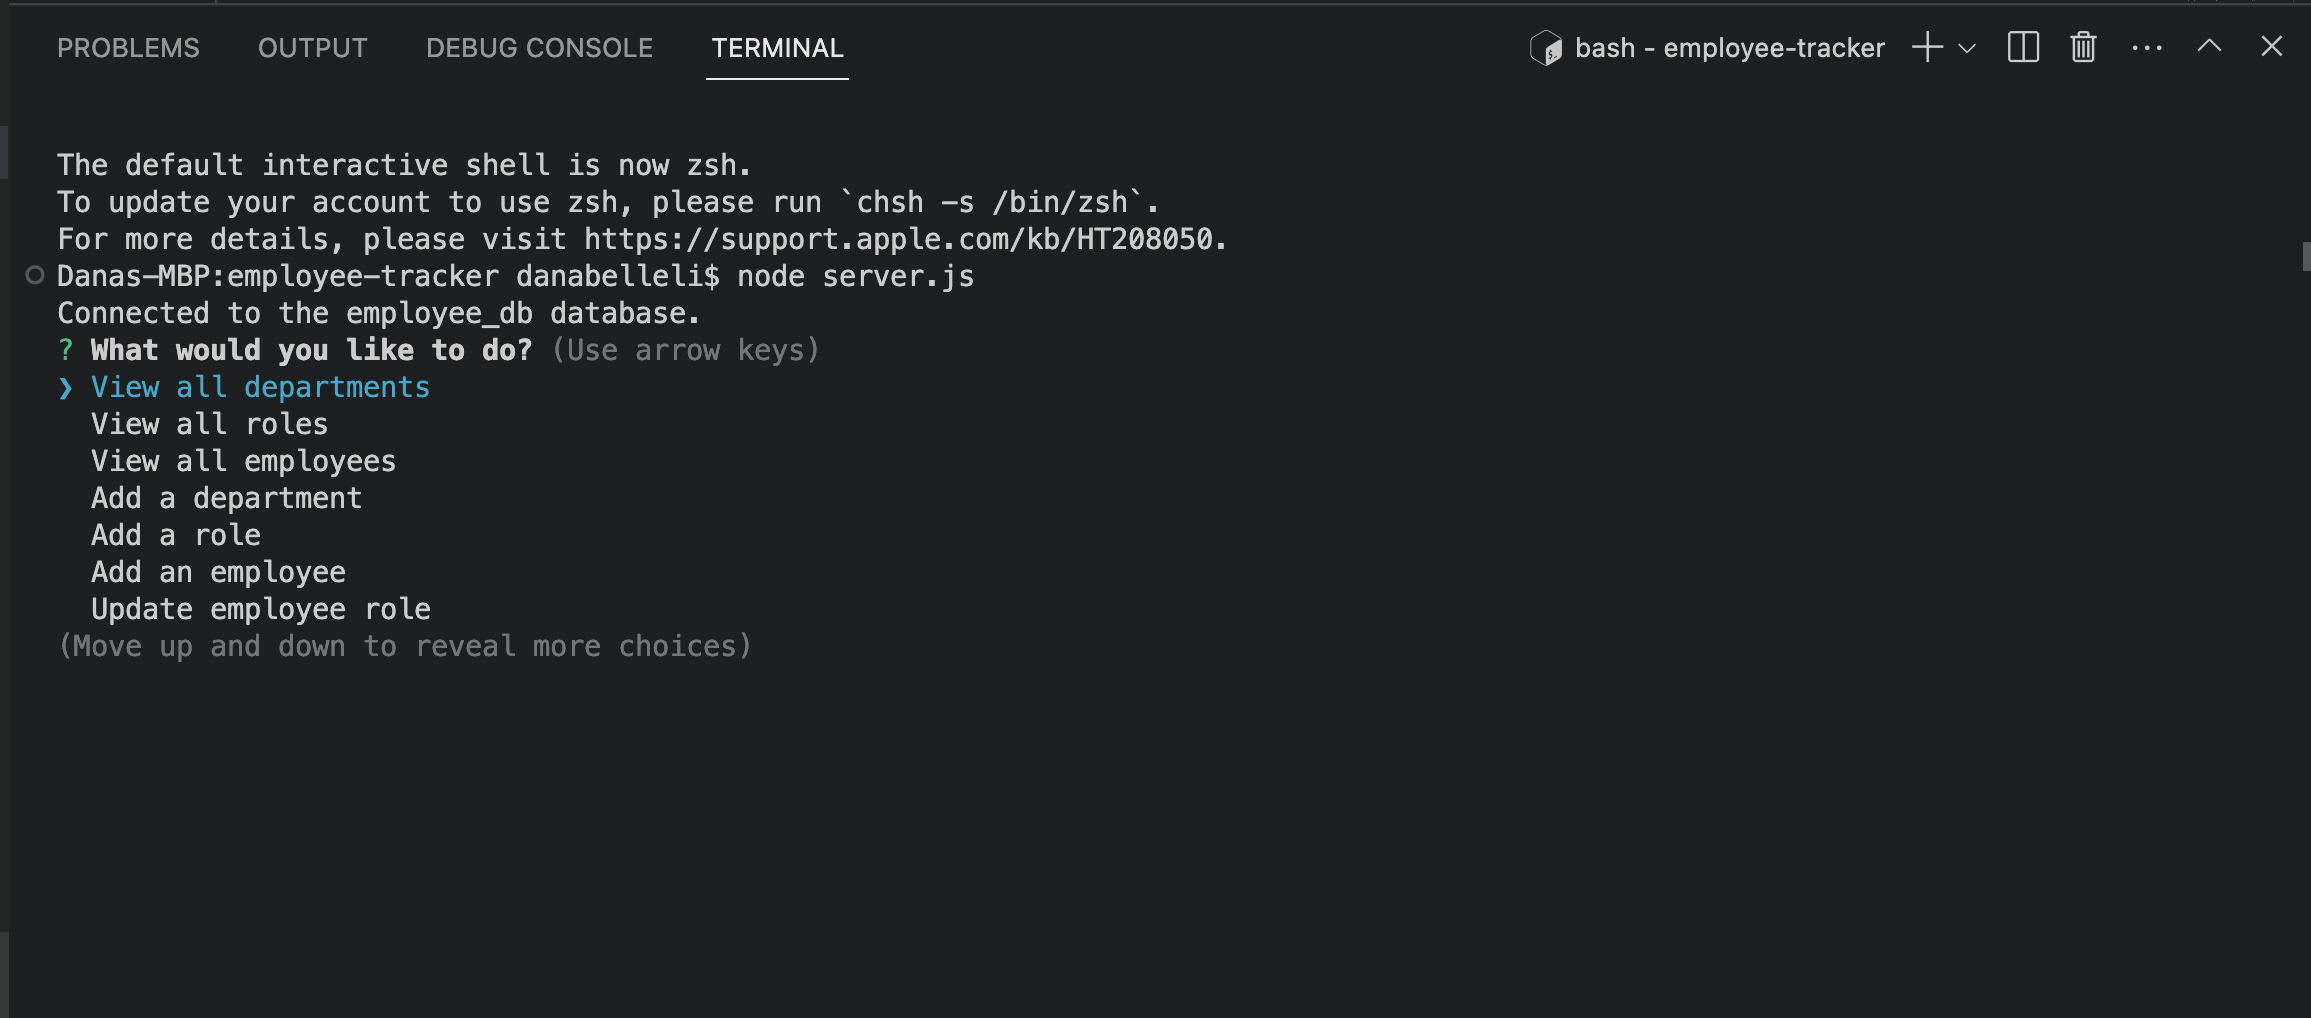 PROBLEMS OUTPUT DEBUG CONSOLE TERMINAL bash - employee-tracker
The default interactive shell is now zsh.
To update your account to use zsh, please run `chsh -s /bin/zsh`.
For more details, please visit https://support.apple.com/kb/HT208050.
Danas-MBP:employee-tracker danabelleli$ node server.js
Connected to the employee_db database.
? What would you like to do? (Use arrow keys)
❯ View all departments
View all roles
View all employees
Add a department
Add a role
Add an employee
Update employee role
(Move up and down to reveal more choices)